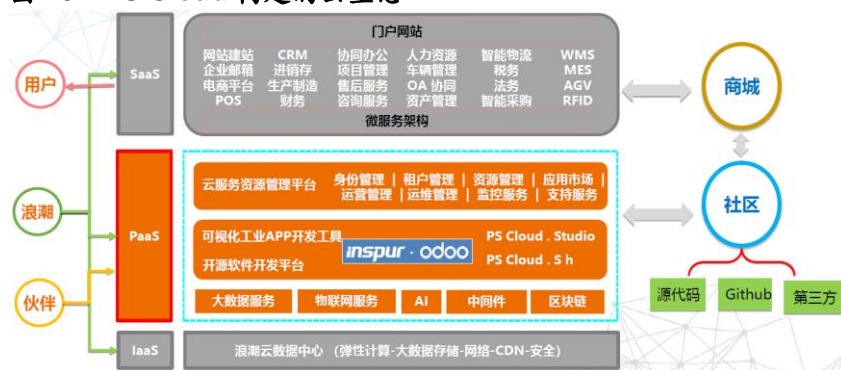 门户网站
网站建站 CRM 协同办公 人力资源 智能物流 WMS
企业邮箱 进销存 项目管理 车辆管理 税务 MES
电商平台 生产制造 售后服务 OA 协同 法务 AGV
POS 财务 咨询服务 资产管理 智能采购 RFID
微服务架构
SaaS
用户
商城
云服务资源管理平台
身份管理 | 租户管理 | 资源管理 | 应用市场 |
运营管理 | 运维管理 | 监控服务 | 支持服务
浪潮
PaaS
社区
可视化工业APP开发工具
inspur · odoo
PS Cloud . Studio
开源软件开发平台
PS Cloud . S h
伙伴
大数据服务 物联网服务 AI 中间件 区块链
源代码 Github 第三方
IaaS
浪潮云数据中心 (弹性计算-大数据存储-网络-CDN-安全)